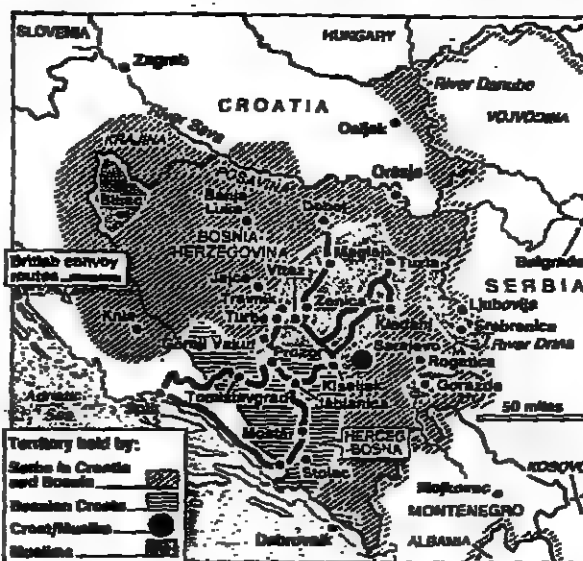 SLOVENIA
HUNGARY
Zagreb
River Danube
CROATIA
River Sava
VOJVODINA
Osijek
KRAJINA
POSAVINA
Orasje
Banja
Luka
Doboj
BOSNIA-
HERZEGOVINA
Maglaj
Tuzla
Belgrade
British convoy
routes
Vitez
SERBIA
Jajce
Travnik
Zenica
Ljubovija
Turbe
Kladanj
Srebrenica
Knin
Gornji Vakuf
Sarajevo
River Drina
Prozor
Rogatica
Kiseljak
Gorazde
Adriatic
Sea
Split
Tomislavgrad
Jablanica
50 miles
Territory held by:
Mostar
HERCEG-
BOSNA
Serbs in Croatia
and Bosnia
Stolac
KOSOVO
Bosnian Croats
Mojkovac
Croat/Muslim
MONTENEGRO
Muslims
Dubrovnik
ALBANIA